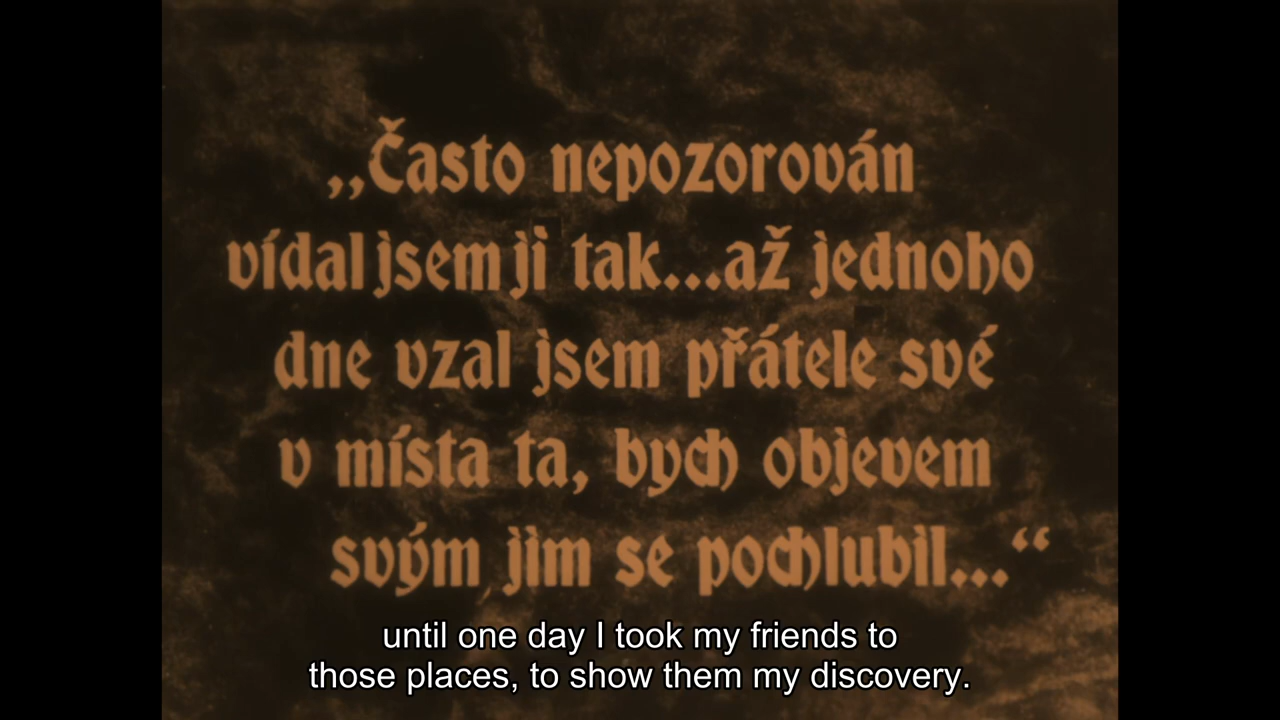 „Často nepozorován
vídal jsem ji tak...až jednoho
dne vzal jsem přátele své
v místa ta, bych objevem
svým jim se pochlubil...“
until one day I took my friends to
those places, to show them my discovery.